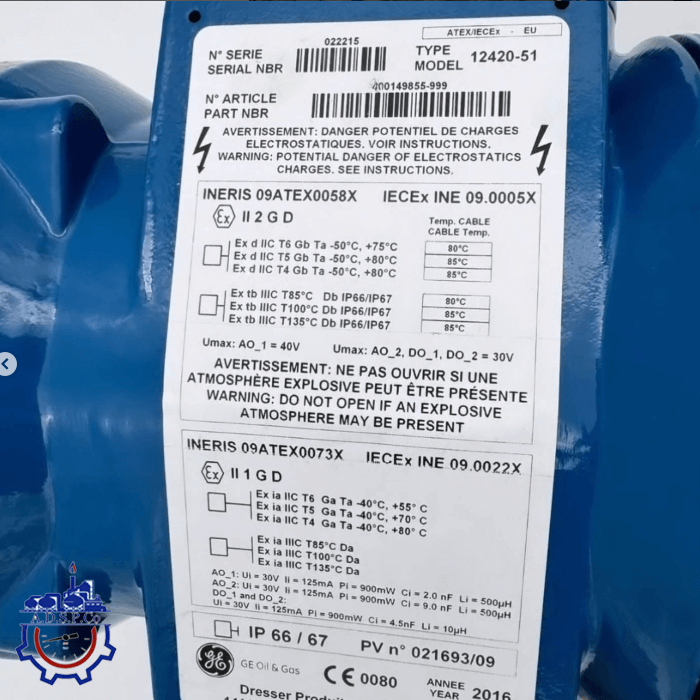 ATEX/IECEx - EU
N° SERIE
SERIAL NBR
022215
TYPE
MODEL 12420-51
N° ARTICLE
PART NBR
400149855-999
AVERTISSEMENT: DANGER POTENTIEL DE CHARGES
ELECTROSTATIQUES. VOIR INSTRUCTIONS.
WARNING: POTENTIAL DANGER OF ELECTROSTATICS
CHARGES. SEE INSTRUCTIONS.
INERIS 09ATEX0058X IECEx INE 09.0005X
Ex II 2 G D
Temp. CABLE
CABLE Temp.
Ex d IIC T6 Gb Ta -50°C, +75°C 80°C
Ex d IIC T5 Gb Ta -50°C, +80°C 85°C
Ex d IIC T4 Gb Ta -50°C, +80°C 85°C
Ex tb IIIC T85°C Db IP66/IP67 80°C
Ex tb IIIC T100°C Db IP66/IP67 85°C
Ex tb IIIC T135°C Db IP66/IP67 85°C
Umax: AO_1 = 40V Umax: AO_2, DO_1, DO_2 = 30V
AVERTISSEMENT: NE PAS OUVRIR SI UNE
ATMOSPHÈRE EXPLOSIVE PEUT ÊTRE PRÉSENTE
WARNING: DO NOT OPEN IF AN EXPLOSIVE
ATMOSPHERE MAY BE PRESENT
INERIS 09ATEX0073X IECEx INE 09.0022X
Ex II 1 G D
Ex ia IIC T6 Ga Ta -40°C, +55° C
Ex ia IIC T5 Ga Ta -40°C, +70° C
Ex ia IIC T4 Ga Ta -40°C, +80° C
Ex ia IIIC T85°C Da
Ex ia IIIC T100°C Da
Ex ia IIIC T135°C Da
AO_1: Ui = 30V Ii = 125mA Pi = 900mW Ci = 2.0 nF Li = 500µH
AO_2: Ui = 30V Ii = 125mA Pi = 900mW Ci = 9.0 nF Li = 500µH
DO_1 and DO_2:
Ui = 30V Ii = 125mA Pi = 900mW Ci = 4.5nF Li = 10µH
IP 66 / 67 PV n° 021693/09
GE Oil & Gas CE 0080 ANNEE
YEAR 2016